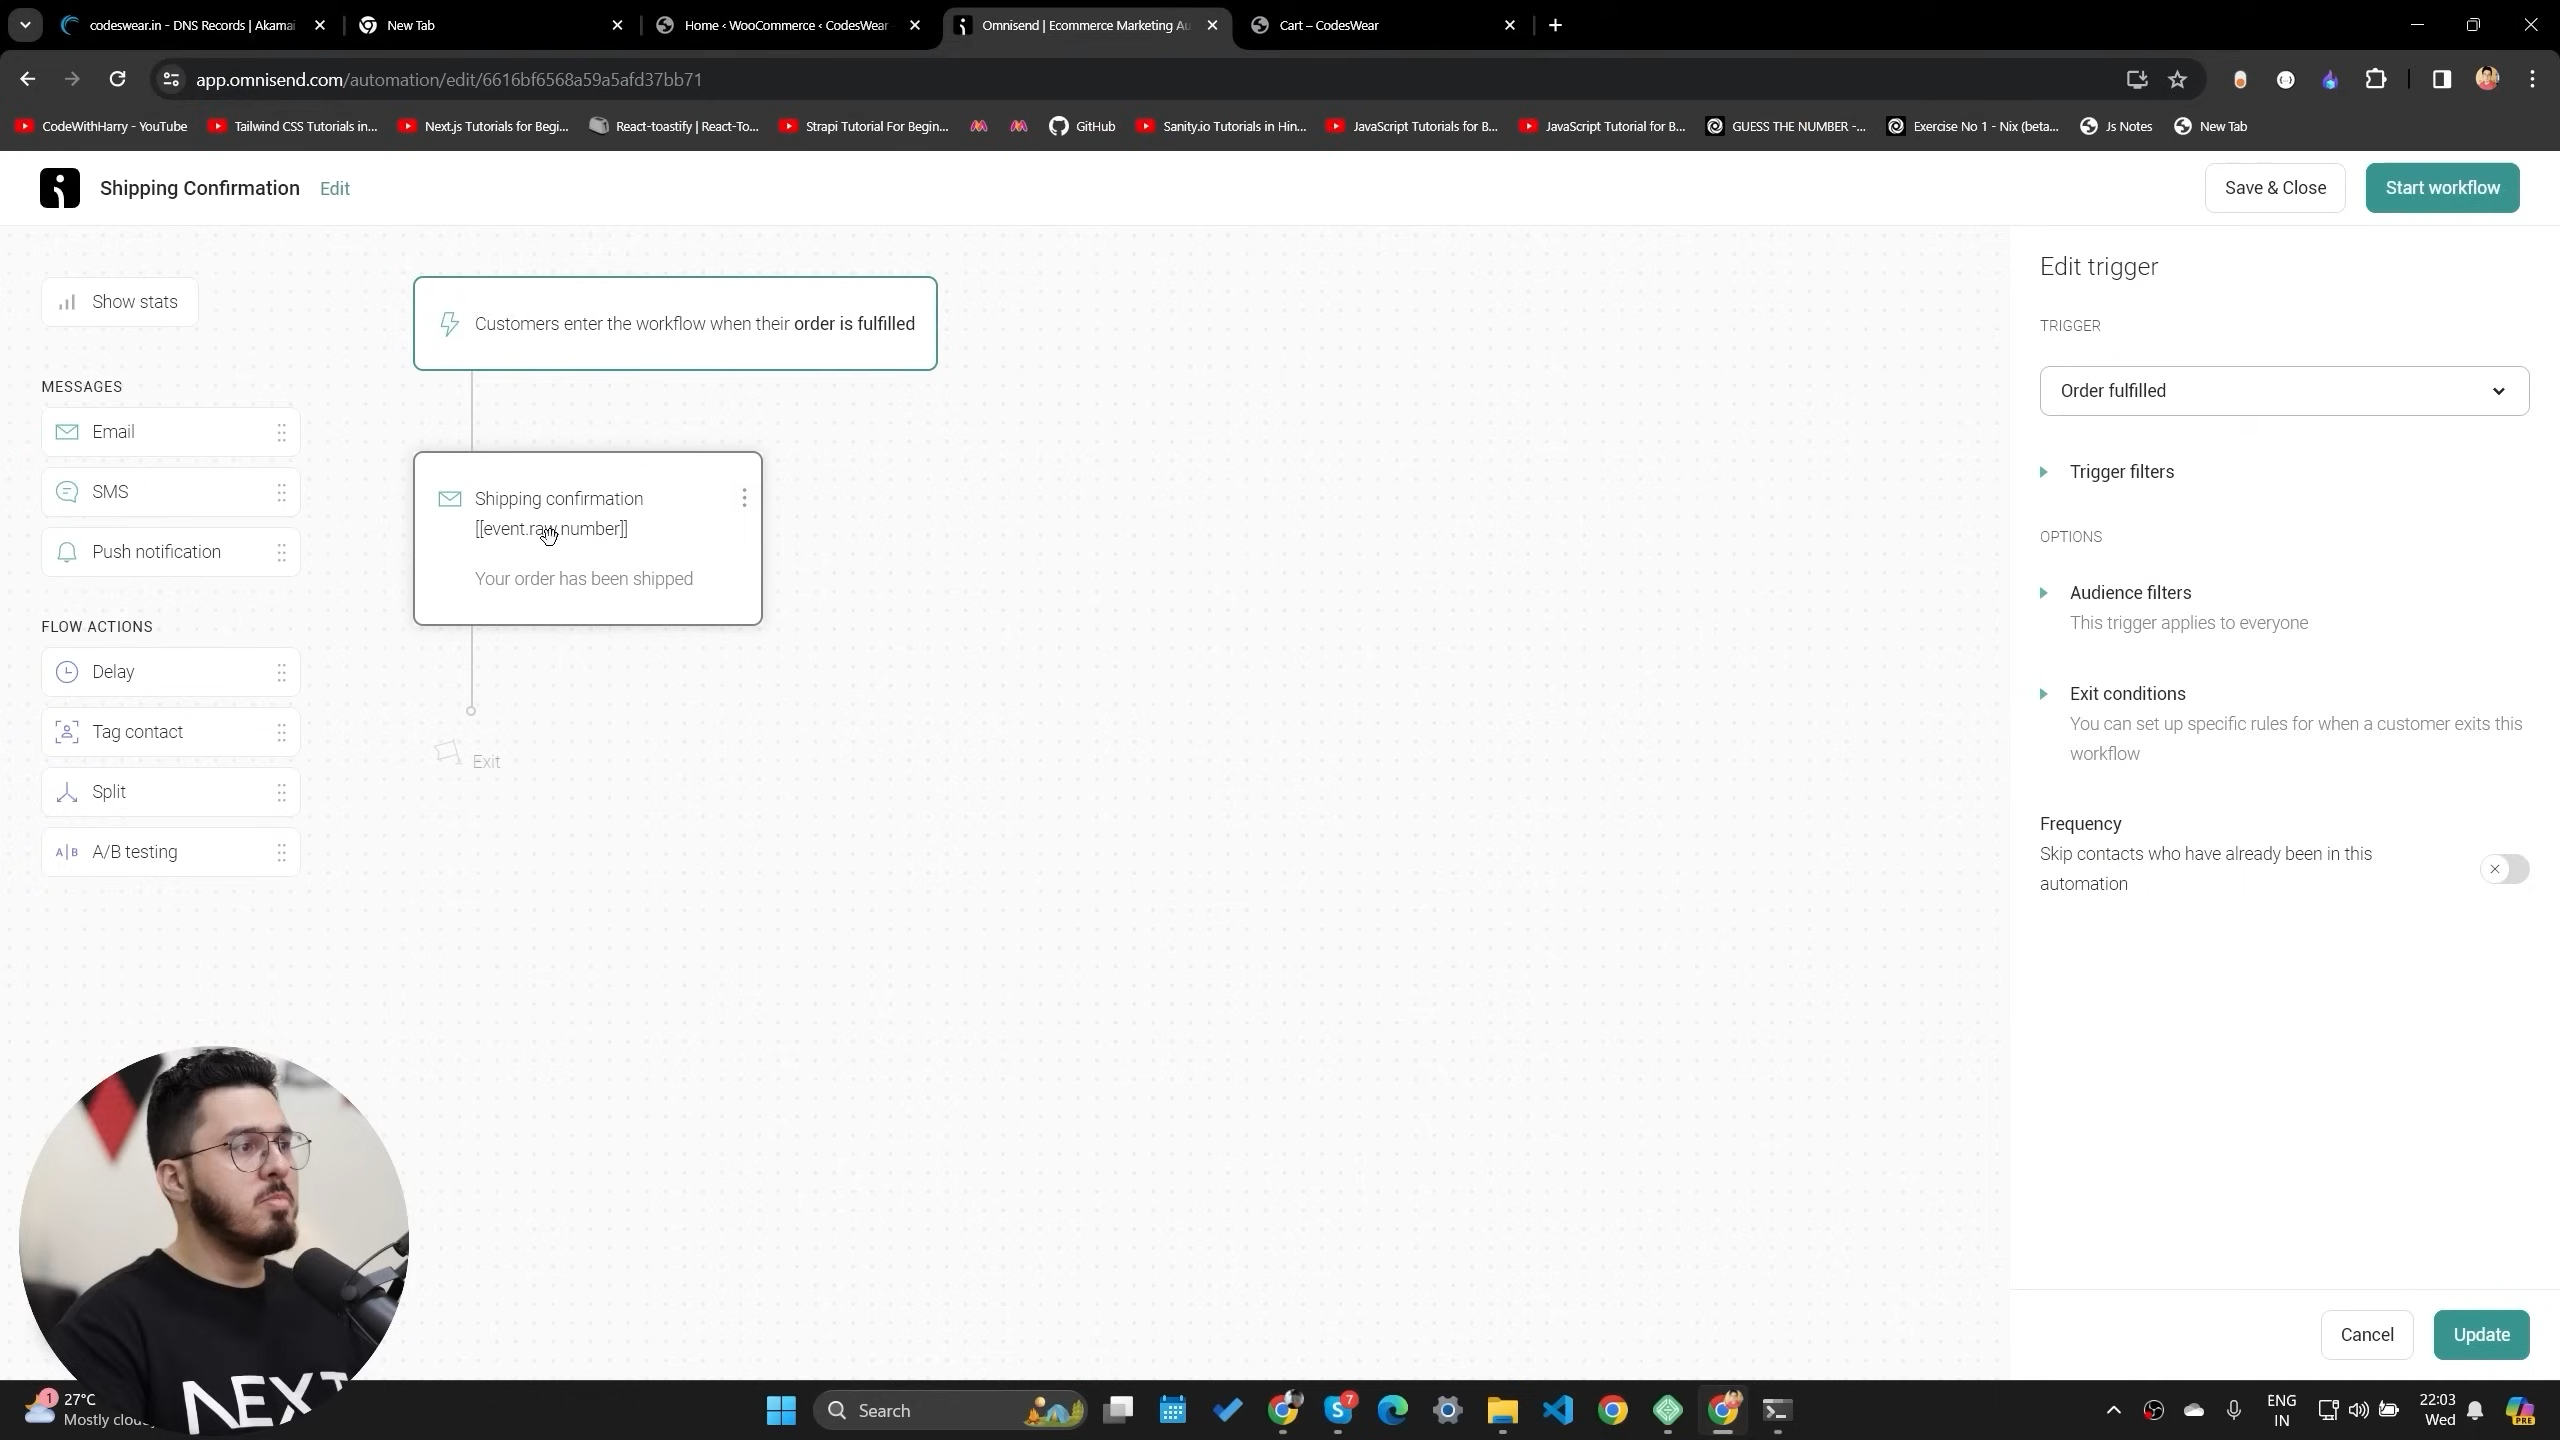 codeswear.in - DNS Records | Akamai
New Tab
Home ‹ WooCommerce ‹ CodesWear
Omnisend | Ecommerce Marketing Au
Cart – CodesWear
app.omnisend.com/automation/edit/6616bf6568a59a5afd37bb71
CodeWithHarry - YouTube
Tailwind CSS Tutorials in...
Next.js Tutorials for Begi...
React-toastify | React-To...
Strapi Tutorial For Begin...
GitHub
Sanity.io Tutorials in Hin...
JavaScript Tutorials for B...
JavaScript Tutorial for B...
GUESS THE NUMBER -...
Exercise No 1 - Nix (beta...
Js Notes
New Tab
Shipping Confirmation Edit
Save & Close
Start workflow
Show stats
MESSAGES
Email
SMS
Push notification
FLOW ACTIONS
Delay
Tag contact
Split
A|B A/B testing
Customers enter the workflow when their order is fulfilled
Shipping confirmation
[[event.raw.number]]
Your order has been shipped
Exit
Edit trigger
TRIGGER
Order fulfilled
Trigger filters
OPTIONS
Audience filters
This trigger applies to everyone
Exit conditions
You can set up specific rules for when a customer exits this
workflow
Frequency
Skip contacts who have already been in this
automation
Cancel
Update
NEXT
1
27°C
Mostly cloudy
Search
7
ENG
IN
22:03
Wed
PRE